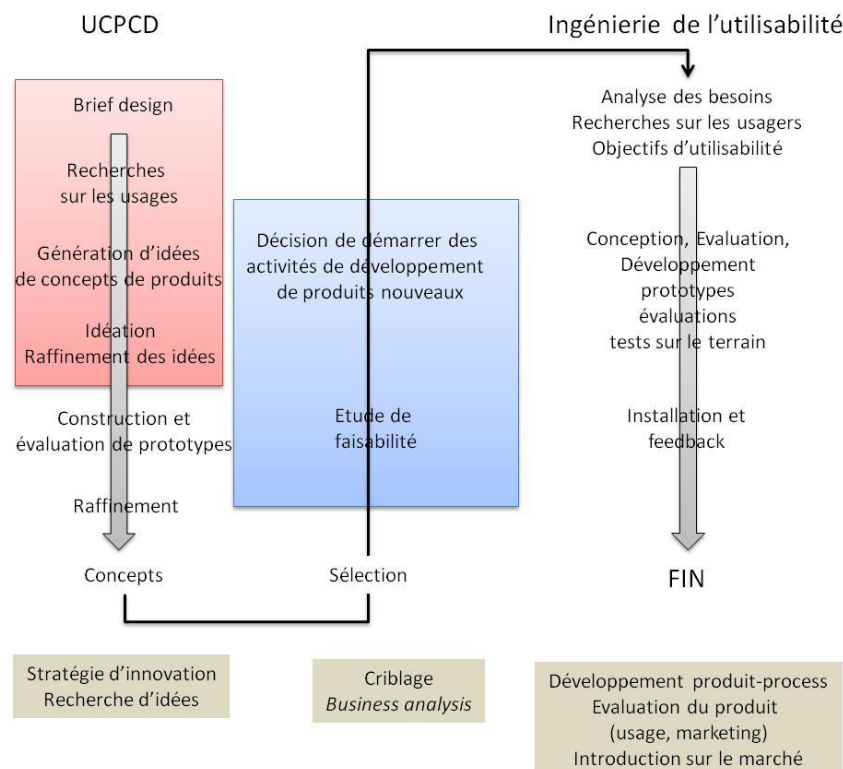 UCPCD
Brief design
Recherches
sur les usages
Génération d'idées
de concepts de produits
Idéation
Raffinement des idées
Construction et
évaluation de prototypes
Raffinement
Concepts
Stratégie d'innovation
Recherche d'idées
Décision de démarrer des
activités de développement
de produits nouveaux
Etude de
faisabilité
Sélection
Criblage
Business analysis
Ingénierie de l'utilisabilité
Analyse des besoins
Recherches sur les usagers
Objectifs d'utilisabilité
Conception, Evaluation,
Développement
prototypes
évaluations
tests sur le terrain
Installation et
feedback
FIN
Développement produit-process
Evaluation du produit
(usage, marketing)
Introduction sur le marché